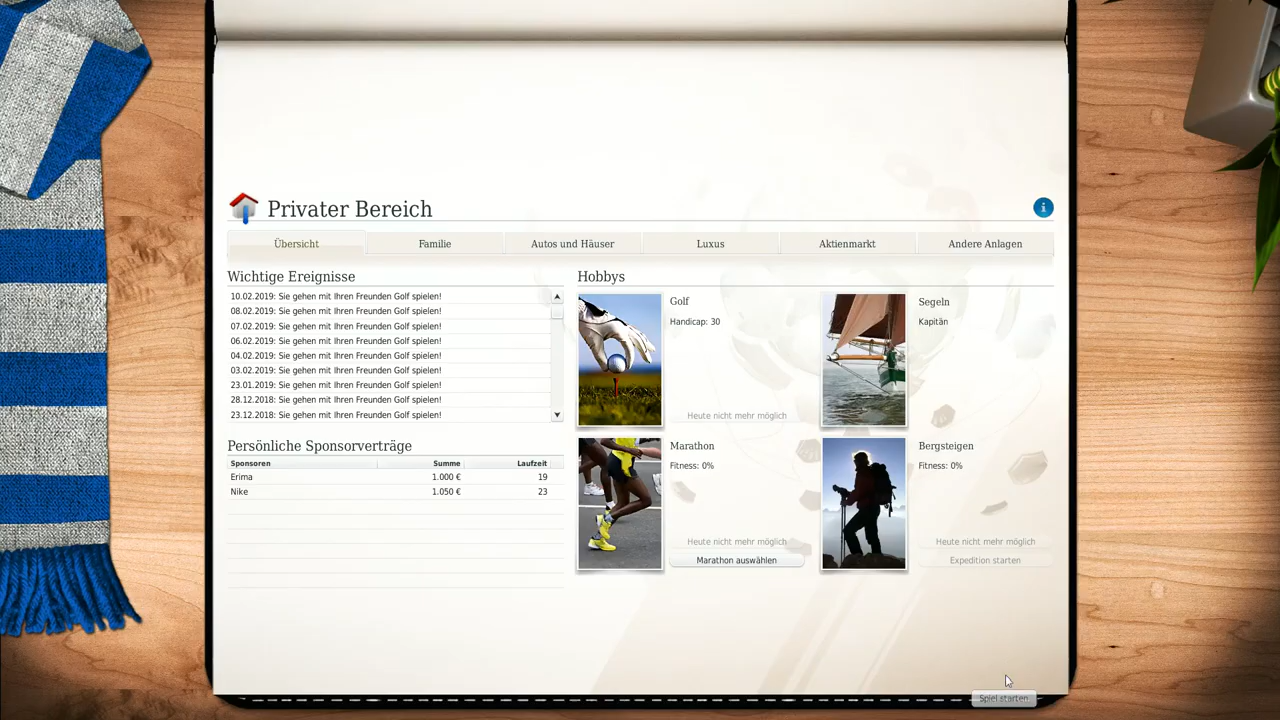 Privater Bereich
Übersicht
Familie
Autos und Häuser
Luxus
Aktienmarkt
Andere Anlagen
Wichtige Ereignisse
10.02.2019: Sie gehen mit Ihren Freunden Golf spielen!
08.02.2019: Sie gehen mit Ihren Freunden Golf spielen!
07.02.2019: Sie gehen mit Ihren Freunden Golf spielen!
06.02.2019: Sie gehen mit Ihren Freunden Golf spielen!
04.02.2019: Sie gehen mit Ihren Freunden Golf spielen!
03.02.2019: Sie gehen mit Ihren Freunden Golf spielen!
23.01.2019: Sie gehen mit Ihren Freunden Golf spielen!
28.12.2018: Sie gehen mit Ihren Freunden Golf spielen!
23.12.2018: Sie gehen mit Ihren Freunden Golf spielen!
Persönliche Sponsorverträge
Sponsoren Summe Laufzeit
Erima 1.000 € 19
Nike 1.050 € 23
Hobbys
Golf
Handicap: 30
Heute nicht mehr möglich
Segeln
Kapitän
Marathon
Fitness: 0%
Heute nicht mehr möglich
Marathon auswählen
Bergsteigen
Fitness: 0%
Heute nicht mehr möglich
Expedition starten
Spiel starten